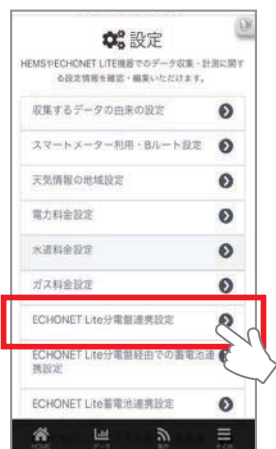 設定
HEMSやECHONET LITE機器でのデータ収集・計測に関す
る設定情報を確認・編集いただけます。
収集するデータの由来の設定
スマートメーター利用・Bルート設定
天気情報の地域設定
電力料金設定
水道料金設定
ガス料金設定
ECHONET Lite分電盤連携設定
ECHONET Lite分電盤経由での蓄電池連
携設定
ECHONET Lite蓄電池連携設定
HOME
データ